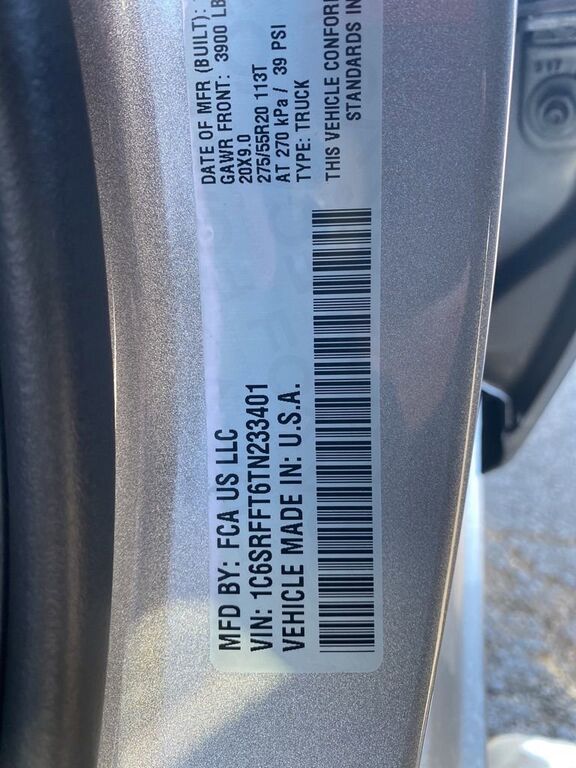 MFD BY: FCA US LLC
VIN: 1C6SRFFT6TN233401
VEHICLE MADE IN: U.S.A.
DATE OF MFR (BUILT):
GAWR FRONT: 3900 LB
20X9.0
275/55R20 113T
AT 270 kPa / 39 PSI
TYPE: TRUCK
THIS VEHICLE CONFOR
STANDARDS IN